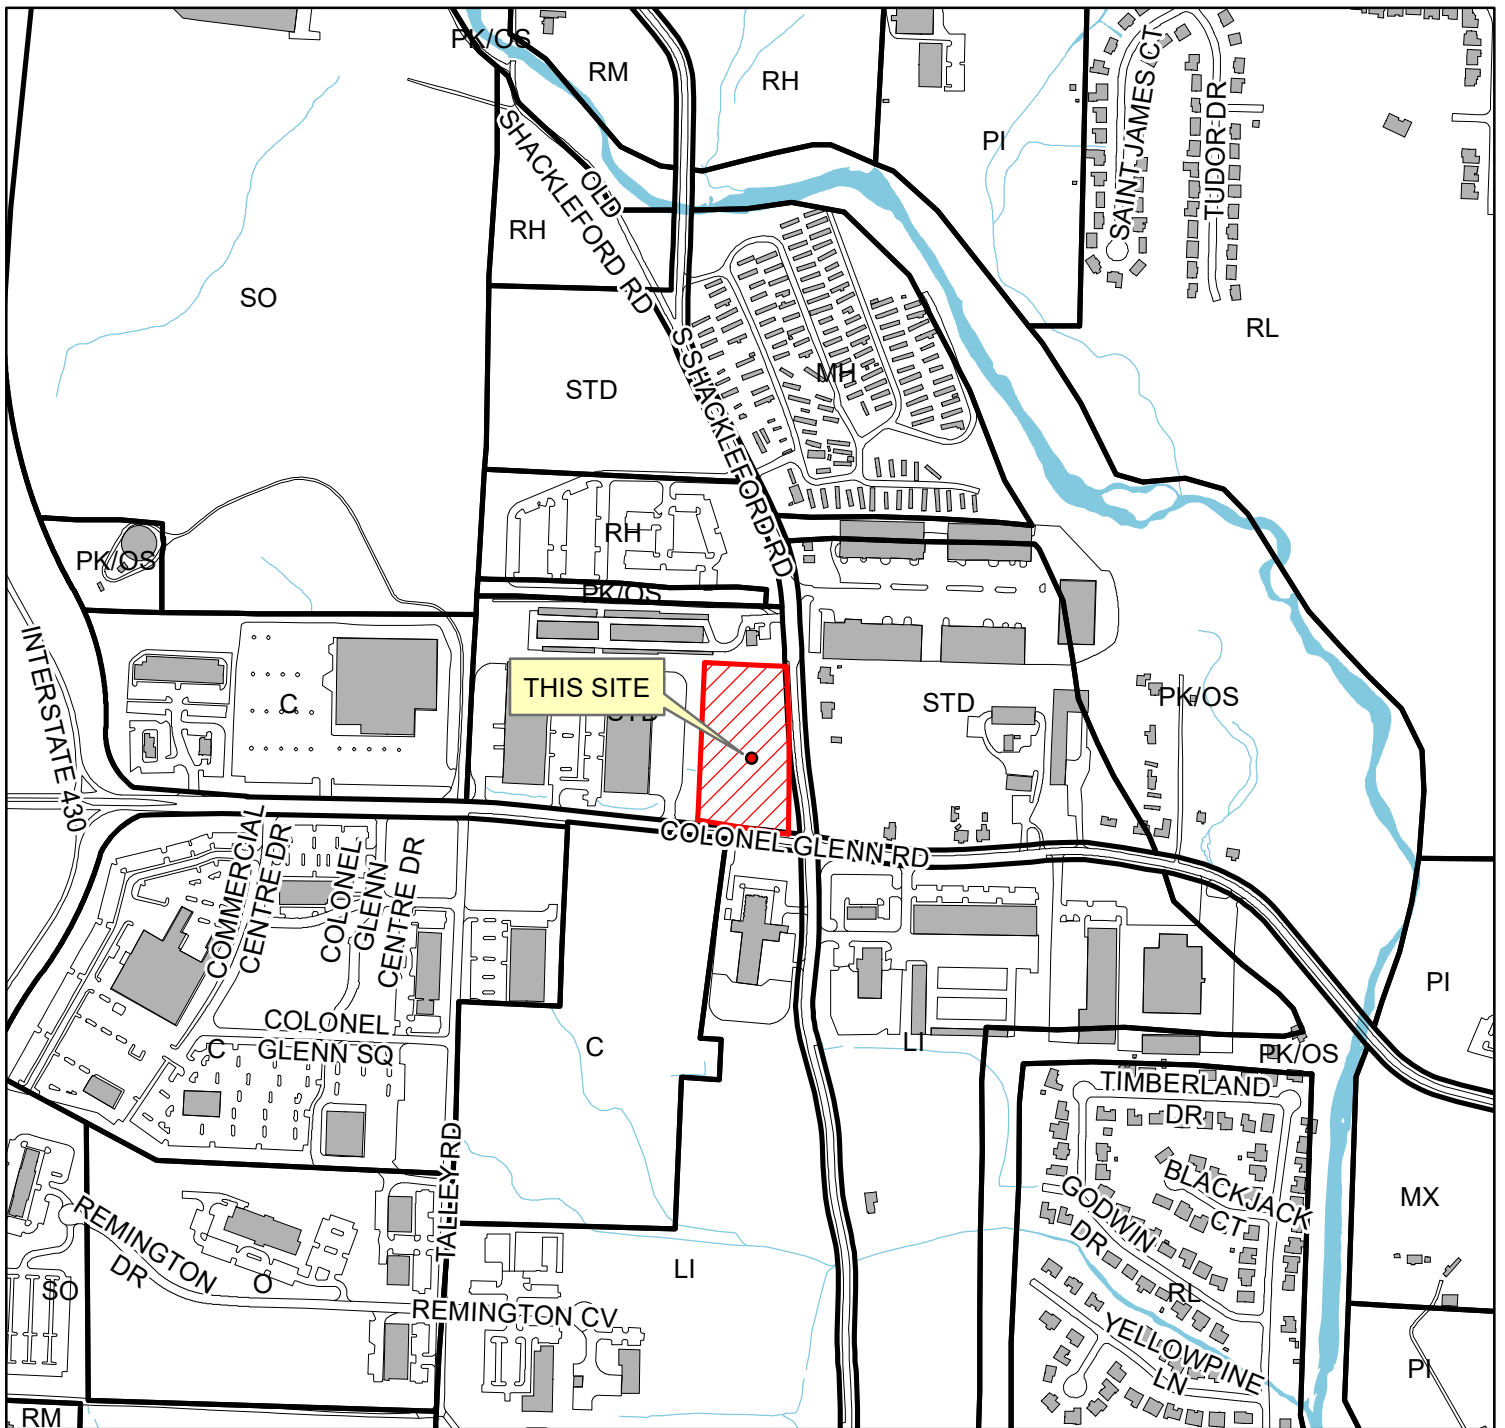 PK/OS
RM
RH
PI
SAINT JAMES CT
TUDOR DR
OLD
SHACKLEFORD RD
RH
SO
RL
STD
S SHACKLEFORD RD
MH
RH
PK/OS
PK/OS
INTERSTATE 430
C
THIS SITE
STD
STD
PK/OS
COLONEL GLENN RD
COMMERCIAL
CENTRE DR
COLONEL
GLENN
CENTRE DR
PI
COLONEL
GLENN SQ
C
C
LI
PK/OS
TIMBERLAND
DR
TALLEY RD
BLACKJACK
CT
GODWIN
DR
MX
REMINGTON
DR
SO
O
LI
RL
REMINGTON CV
YELLOWPINE
LN
PI
RM